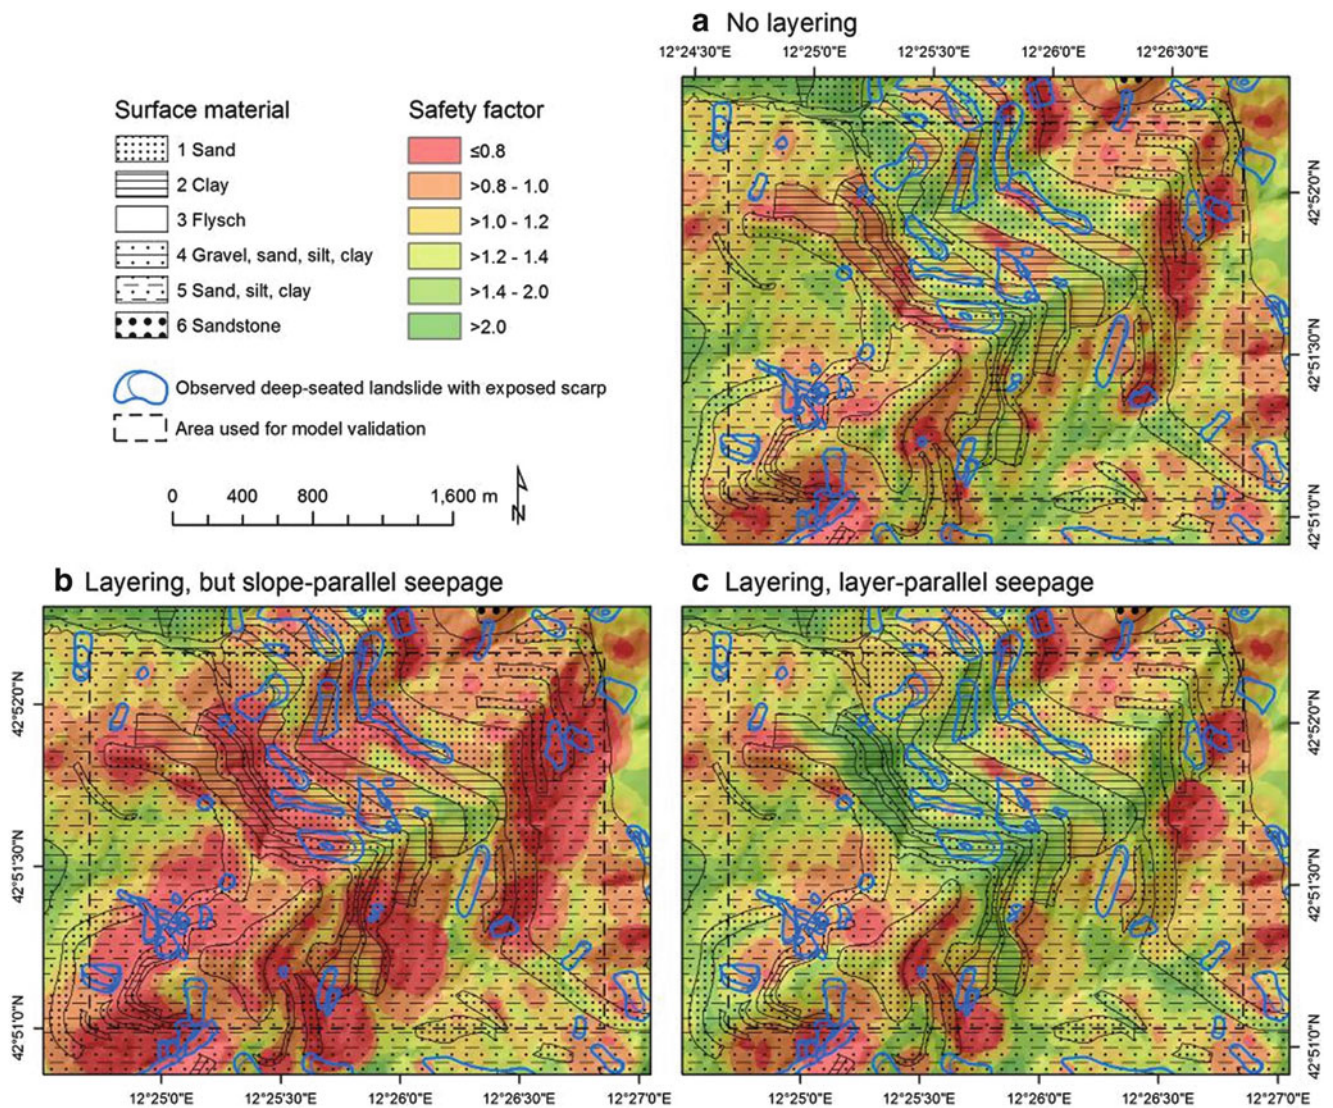 a No layering
12°24'30"E 12°25'0"E 12°25'30"E 12°26'0"E 12°26'30"E
Surface material
1 Sand
2 Clay
3 Flysch
4 Gravel, sand, silt, clay
5 Sand, silt, clay
6 Sandstone
Safety factor
≤0.8
>0.8 - 1.0
>1.0 - 1.2
>1.2 - 1.4
>1.4 - 2.0
>2.0
Observed deep-seated landslide with exposed scarp
Area used for model validation
0 400 800 1,600 m
N
42°52'0"N
42°51'30"N
42°51'0"N
b Layering, but slope-parallel seepage
42°52'0"N
42°51'30"N
42°51'0"N
12°25'0"E 12°25'30"E 12°26'0"E 12°26'30"E 12°27'0"E
c Layering, layer-parallel seepage
42°52'0"N
42°51'30"N
42°51'0"N
12°25'0"E 12°25'30"E 12°26'0"E 12°26'30"E 12°27'0"E